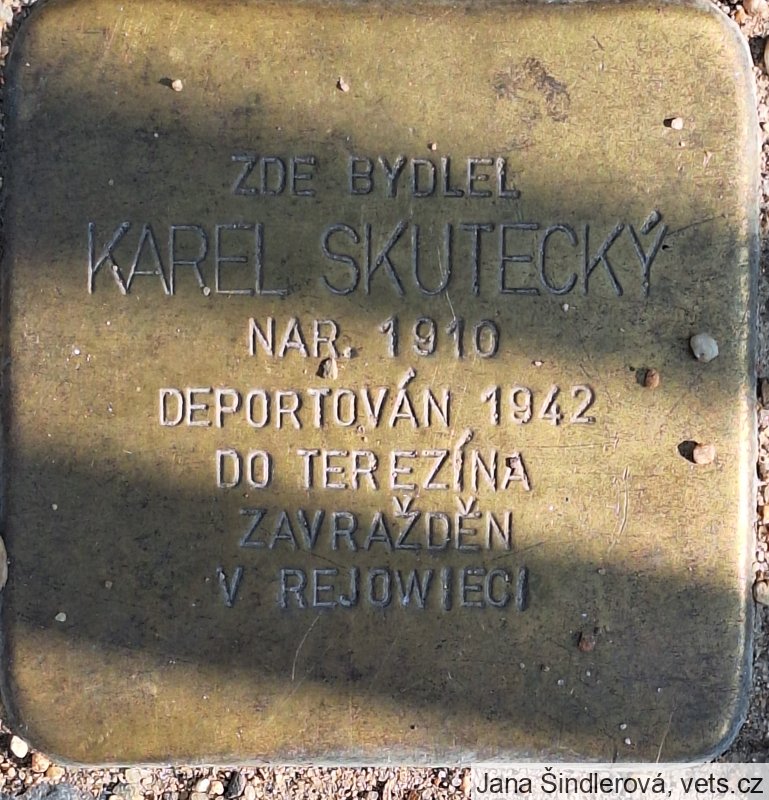 ZDE BYDLEL
KAREL SKUTECKÝ
NAR. 1910
DEPORTOVÁN 1942
DO TEREZÍNA
ZAVRAŽDĚN
V REJOWIECI
Jana Šindlerová, vets.cz